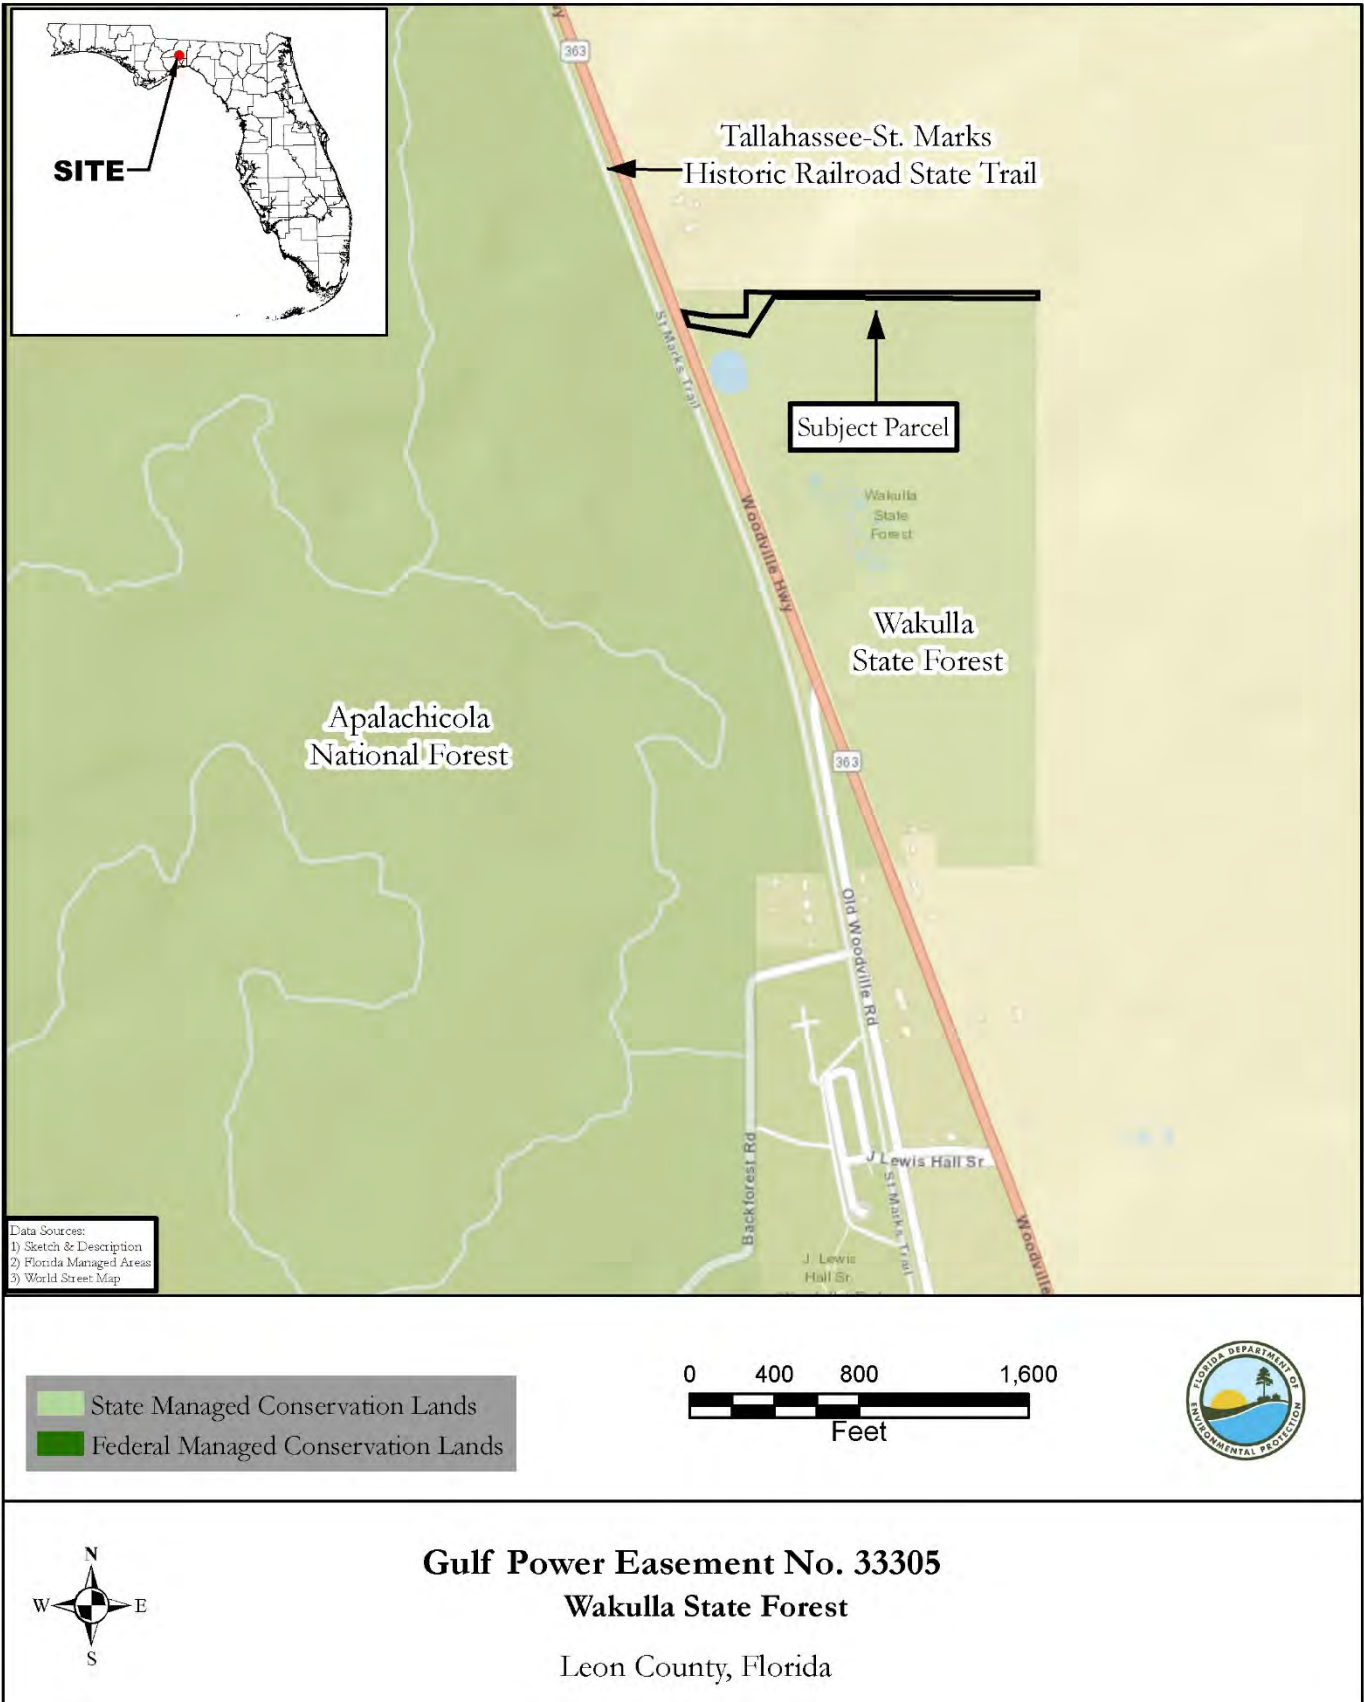 SITE
363
Tallahassee-St. Marks
Historic Railroad State Trail
St Marks Trail
Subject Parcel
Woodville Hwy
Wakulla
State
Forest
Wakulla
State Forest
Apalachicola
National Forest
363
Old Woodville Rd
Backforest Rd
J Lewis Hall Sr
St Marks Trail
Woodville
J. Lewis
Hall Sr.
Data Sources:
1) Sketch & Description
2) Florida Managed Areas
3) World Street Map
State Managed Conservation Lands
Federal Managed Conservation Lands
0 400 800 1,600
Feet
FLORIDA DEPARTMENT OF
ENVIRONMENTAL PROTECTION
N
W E
S
Gulf Power Easement No. 33305
Wakulla State Forest
Leon County, Florida